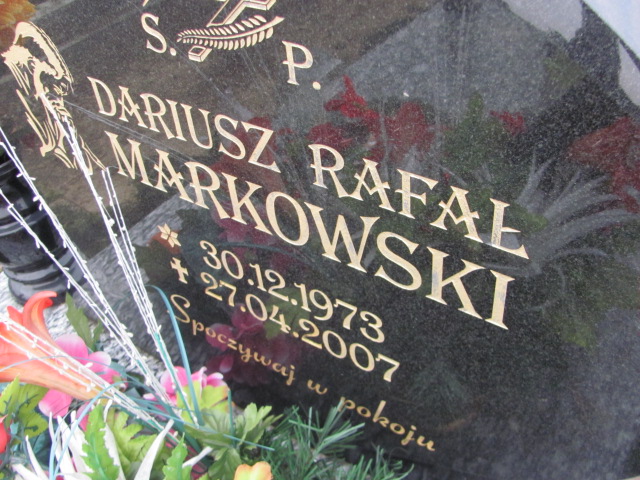 S. P.
DARIUSZ RAFAŁ
MARKOWSKI
30.12.1973
27.04.2007
Spoczywaj w pokoju